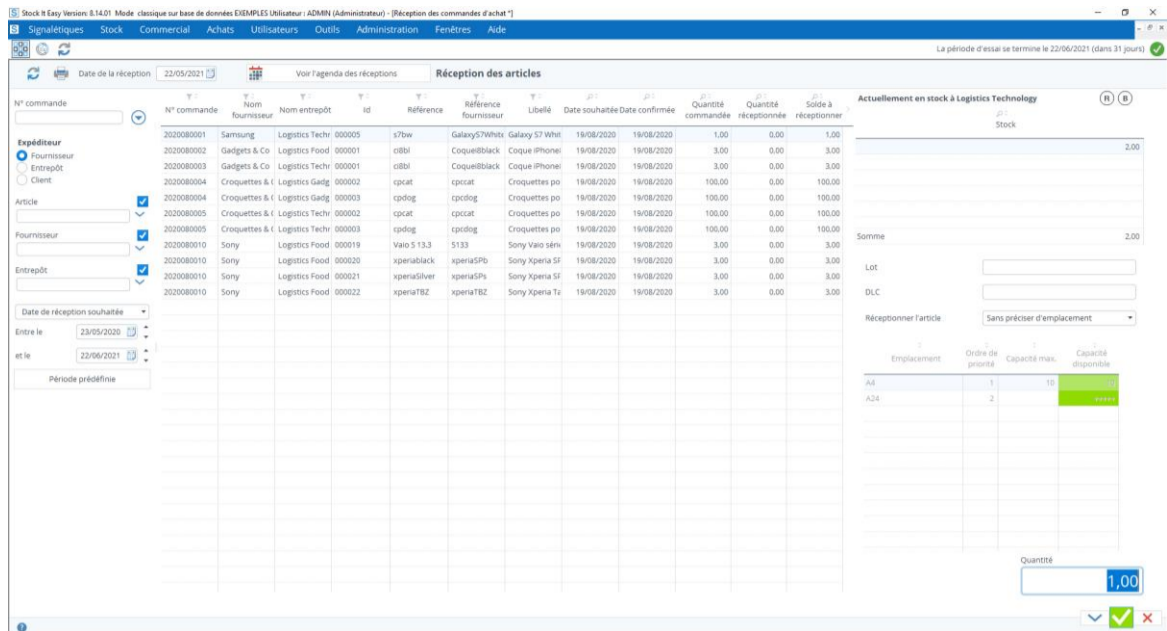 Stock It Easy Version: 8.14.01 Mode classique sur base de données EXEMPLES Utilisateur : ADMIN (Administrateur) - [Réception des commandes d'achat *]
Signalétiques Stock Commercial Achats Utilisateurs Outils Administration Fenêtres Aide
La période d'essai se termine le 22/06/2021 (dans 31 jours)
Date de la réception 22/05/2021 Voir l'agenda des réceptions Réception des articles
N° commande
Expéditeur
Fournisseur
Entrepôt
Client
Article
Fournisseur
Entrepôt
Date de réception souhaitée
Entre le 23/05/2020
et le 22/06/2021
Période prédéfinie
N° commande Nom fournisseur Nom entrepôt Id Référence Référence fournisseur Libellé Date souhaitée Date confirmée Quantité commandée Quantité réceptionnée Solde à réceptionner
2020080001 Samsung Logistics Techr 000005 s7bw GalaxyS7White Galaxy S7 Whit 19/08/2020 19/08/2020 1,00 0,00 1,00
2020080002 Gadgets & Co Logistics Food 000001 ci8bl Coquei8black Coque iPhonei 19/08/2020 19/08/2020 3,00 0,00 3,00
2020080003 Gadgets & Co Logistics Techr 000001 ci8bl Coquei8black Coque iPhonei 19/08/2020 19/08/2020 3,00 0,00 3,00
2020080004 Croquettes & Logistics Gadg 000002 cpcat cpccat Croquettes po 19/08/2020 19/08/2020 100,00 0,00 100,00
2020080004 Croquettes & Logistics Gadg 000003 cpdog cpcdog Croquettes po 19/08/2020 19/08/2020 100,00 0,00 100,00
2020080005 Croquettes & Logistics Techr 000002 cpcat cpccat Croquettes po 19/08/2020 19/08/2020 100,00 0,00 100,00
2020080005 Croquettes & Logistics Techr 000003 cpdog cpcdog Croquettes po 19/08/2020 19/08/2020 100,00 0,00 100,00
2020080010 Sony Logistics Food 000019 Vaio S 13.3 S133 Sony Vaio séri 19/08/2020 19/08/2020 3,00 0,00 3,00
2020080010 Sony Logistics Food 000020 xperiablack xperiaSPb Sony Xperia SF 19/08/2020 19/08/2020 3,00 0,00 3,00
2020080010 Sony Logistics Food 000021 xperiaSilver xperiaSPs Sony Xperia SF 19/08/2020 19/08/2020 3,00 0,00 3,00
2020080010 Sony Logistics Food 000022 xperiaTBZ xperiaTBZ Sony Xperia Ta 19/08/2020 19/08/2020 3,00 0,00 3,00
Actuellement en stock à Logistics Technology R B
Stock
2,00
Somme 2,00
Lot
DLC
Réceptionner l'article Sans préciser d'emplacement
Emplacement Ordre de priorité Capacité max. Capacité disponible
A4 1 10
A24 2 +++++
Quantité
1,00